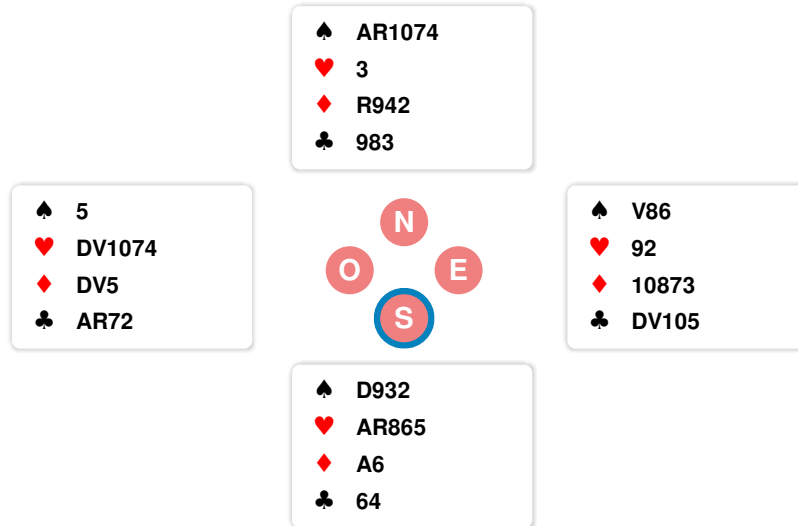 ♠ AR1074
♥ 3
♦ R942
♣ 983
♠ 5
♥ DV1074
♦ DV5
♣ AR72
N
O E
S
♠ V86
♥ 92
♦ 10873
♣ DV105
♠ D932
♥ AR865
♦ A6
♣ 64